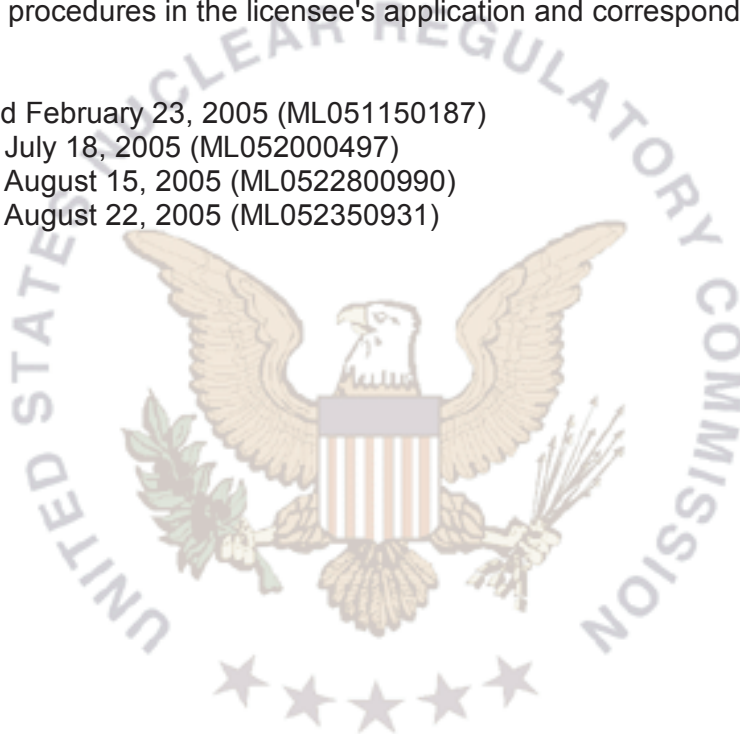 procedures in the licensee's application and correspond
d February 23, 2005 (ML051150187)
July 18, 2005 (ML052000497)
August 15, 2005 (ML0522800990)
August 22, 2005 (ML052350931)
UNITED STATES NUCLEAR REGULATORY COMMISSION